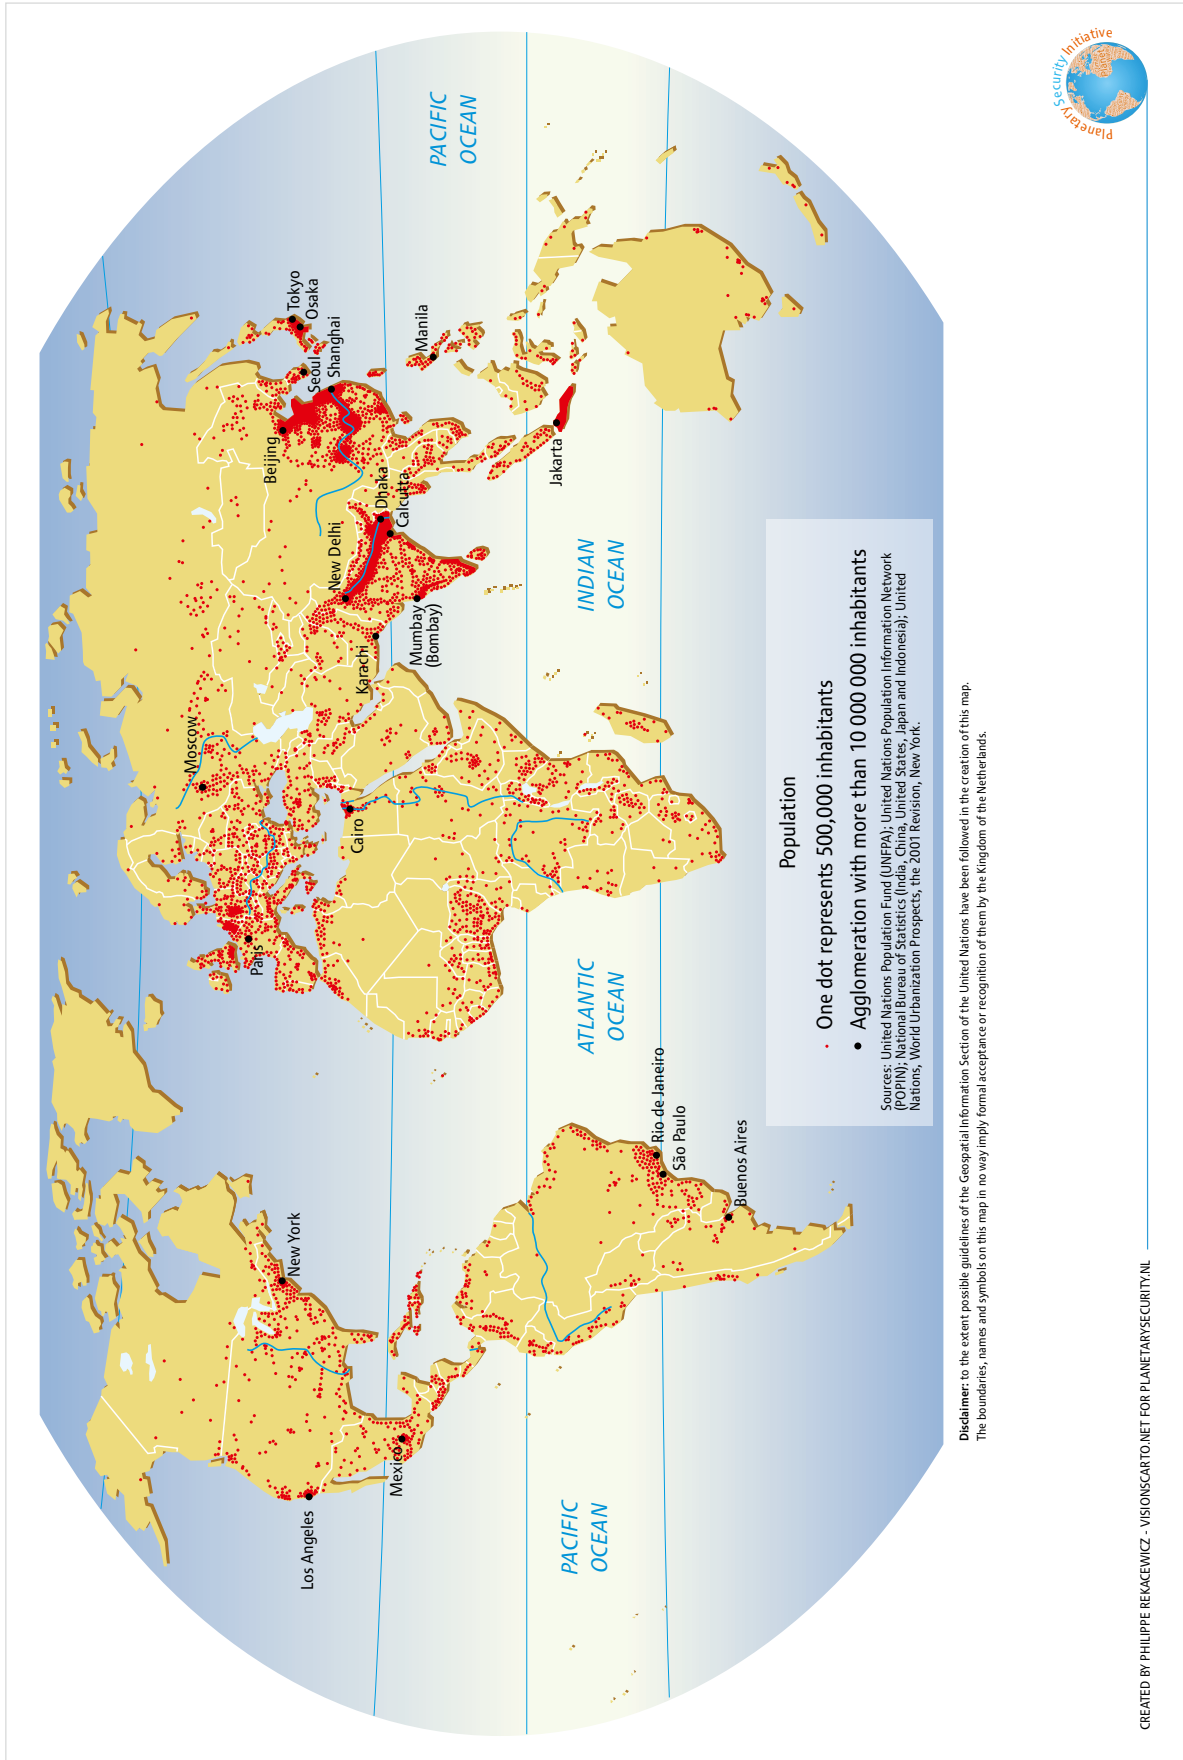 Planetary Security Initiative
PLANET
PACIFIC
OCEAN
Tokyo
Osaka
Seoul
Shanghai
Beijing
Manila
Jakarta
Dhaka
Calcutta
New Delhi
Mumbay
(Bombay)
Karachi
Moscow
Cairo
Paris
INDIAN
OCEAN
ATLANTIC
OCEAN
New York
Los Angeles
Mexico
Rio de Janeiro
São Paulo
Buenos Aires
PACIFIC
OCEAN
Population
One dot represents 500,000 inhabitants
Agglomeration with more than 10 000 000 inhabitants
Sources: United Nations Population Fund (UNFPA); United Nations Population Information Network
(POPIN); National Bureau of Statistics (India, China, United States, Japan and Indonesia); United
Nations, World Urbanization Prospects, the 2001 Revision, New York.
Disclaimer: to the extent possible guidelines of the Geospatial Information Section of the United Nations have been followed in the creation of this map.
The boundaries, names and symbols on this map in no way imply formal acceptance or recognition of them by the Kingdom of the Netherlands.
CREATED BY PHILIPPE REKACEWICZ - VISIONSCARTO.NET FOR PLANETARYSECURITY.NL